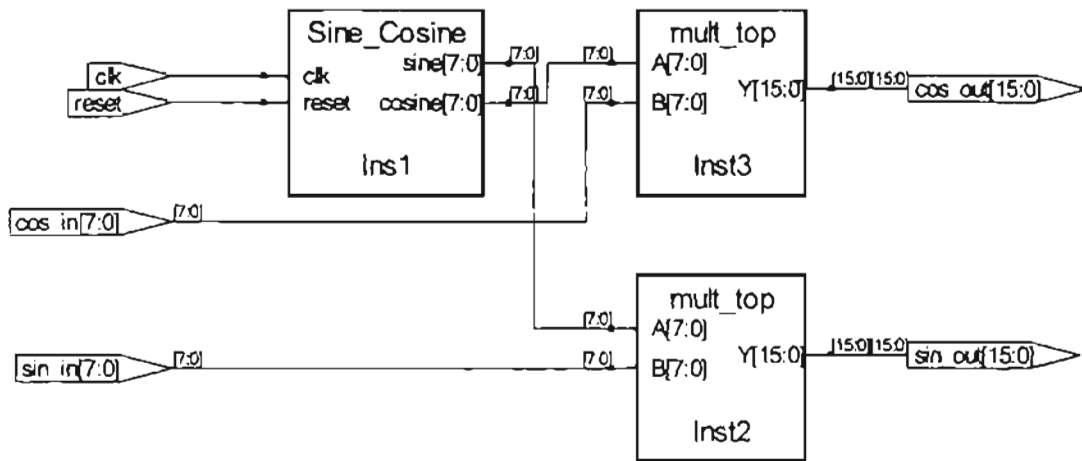 Sine_Cosine
clk
reset
clk
reset
sine[7:0]
cosine[7:0]
Ins1
[7:0]
[7:0]
[7:0]
[7:0]
mult_top
A[7:0]
B[7:0]
Y[15:0]
Inst3
[15:0][15:0]
cos_out[15:0]
cos_in[7:0]
[7:0]
mult_top
[7:0]
A[7:0]
[7:0]
B[7:0]
Y[15:0]
Inst2
[15:0][15:0]
sin_out[15:0]
sin_in[7:0]
[7:0]